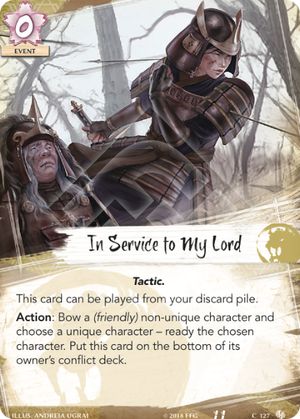 0
EVENT
In Service to My Lord
Tactic.
This card can be played from your discard pile.
Action: Bow a (friendly) non-unique character and
choose a unique character – ready the chosen
character. Put this card on the bottom of its
owner's conflict deck.
ILLUS: ANDREIA UGRAI © 2018 FFG 11 C 127